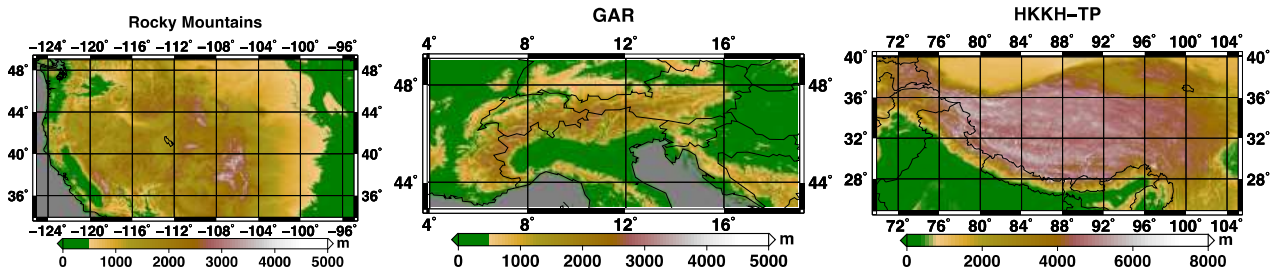 Rocky Mountains
−124° −120° −116° −112° −108° −104° −100° −96°
48° 48°
44° 44°
40° 40°
36° 36°
−124° −120° −116° −112° −108° −104° −100° −96°
0 1000 2000 3000 4000 5000 m
GAR
4° 8° 12° 16°
48° 48°
44° 44°
8° 12° 16°
0 1000 2000 3000 4000 5000 m
HKKH−TP
72° 76° 80° 84° 88° 92° 96° 100° 104°
40° 40°
36° 36°
32° 32°
28° 28°
72° 76° 80° 84° 88° 92° 96° 100° 104°
0 2000 4000 6000 8000 m